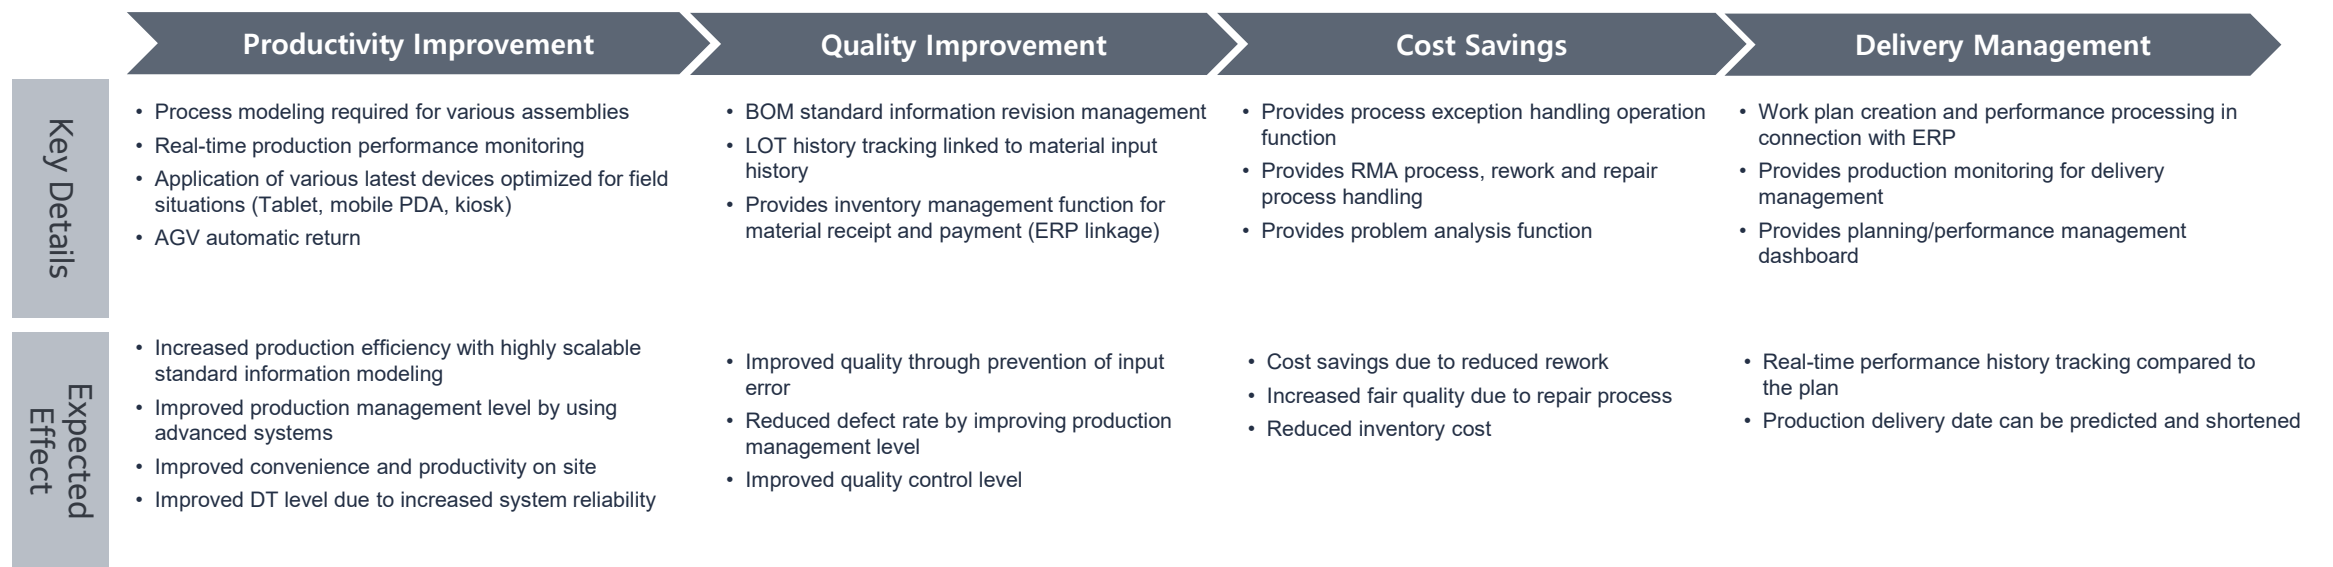 Productivity Improvement
Quality Improvement
Cost Savings
Delivery Management
Key Details
• Process modeling required for various assemblies
• Real-time production performance monitoring
• Application of various latest devices optimized for field
situations (Tablet, mobile PDA, kiosk)
• AGV automatic return
• BOM standard information revision management
• LOT history tracking linked to material input
history
• Provides inventory management function for
material receipt and payment (ERP linkage)
• Provides process exception handling operation
function
• Provides RMA process, rework and repair
process handling
• Provides problem analysis function
• Work plan creation and performance processing in
connection with ERP
• Provides production monitoring for delivery
management
• Provides planning/performance management
dashboard
Expected
Effect
• Increased production efficiency with highly scalable
standard information modeling
• Improved production management level by using
advanced systems
• Improved convenience and productivity on site
• Improved DT level due to increased system reliability
• Improved quality through prevention of input
error
• Reduced defect rate by improving production
management level
• Improved quality control level
• Cost savings due to reduced rework
• Increased fair quality due to repair process
• Reduced inventory cost
• Real-time performance history tracking compared to
the plan
• Production delivery date can be predicted and shortened